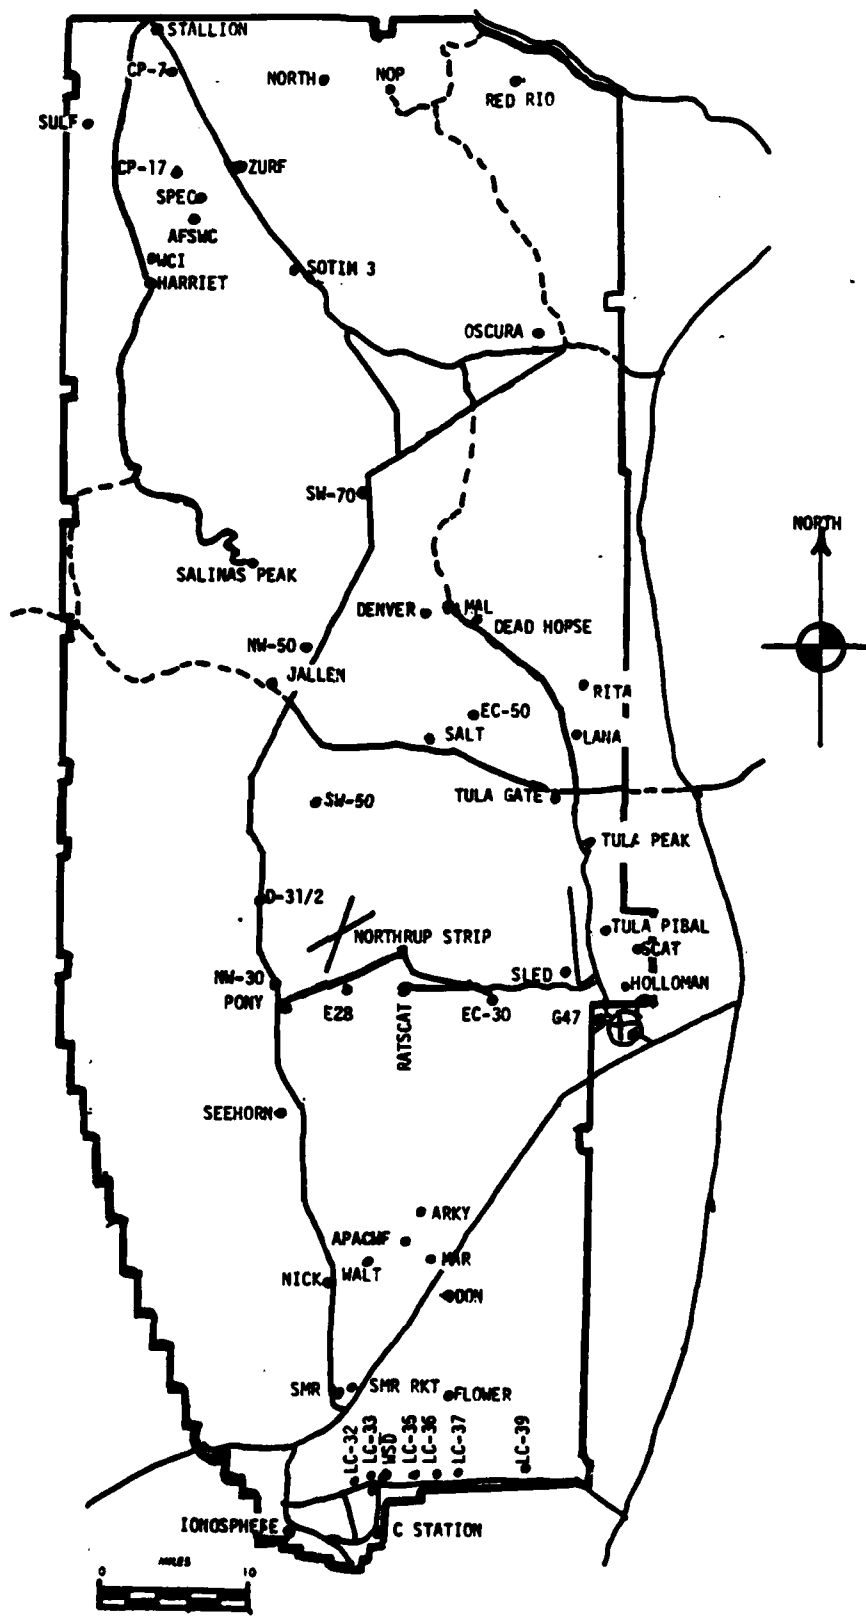 STALLION
CP-7
NORTH
NOP
RED RIO
SULF
CP-17
ZURF
SPEC
AFSWC
WCI
HARRIET
SOTIM 3
OSCURA
SW-70
NORTH
SALINAS PEAK
DENVER
MAL
DEAD HOPSE
NW-50
JALLEN
RITA
EC-50
SALT
LANA
TULA GATE
SW-50
TULA PEAK
D-31/2
TULA PIBAL
NORTHRUP STRIP
SCAT
SLED
NW-30
HOLLOMAN
PONY
E28
RATSCAT
EC-30
G47
SEEHORN
ARKY
APACWF
MAR
WALT
NICK
DON
SMR
SMR RKT
FLOWER
LC-32
LC-33
WSD
LC-35
LC-36
LC-37
LC-39
IONOSPHERE
C STATION
MILES
0 10